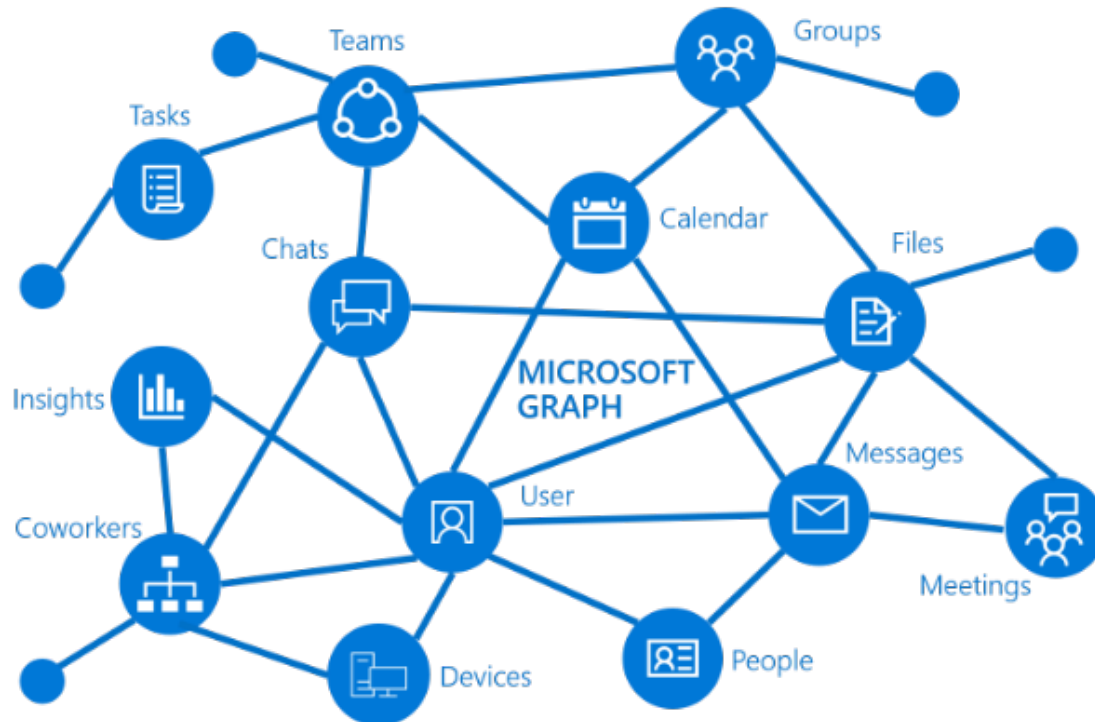 Groups
Teams
Tasks
Calendar
Chats
Files
MICROSOFT
GRAPH
Insights
Messages
User
Coworkers
Meetings
People
Devices